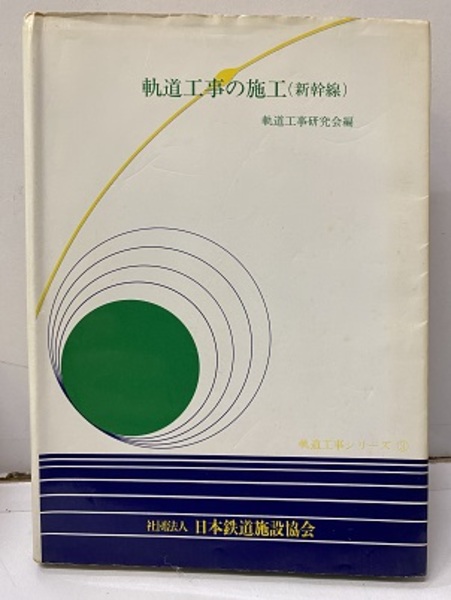 軌道工事の施工(新幹線)
軌道工事研究会編
軌道工事シリーズ
社団法人 日本鉄道施設協会